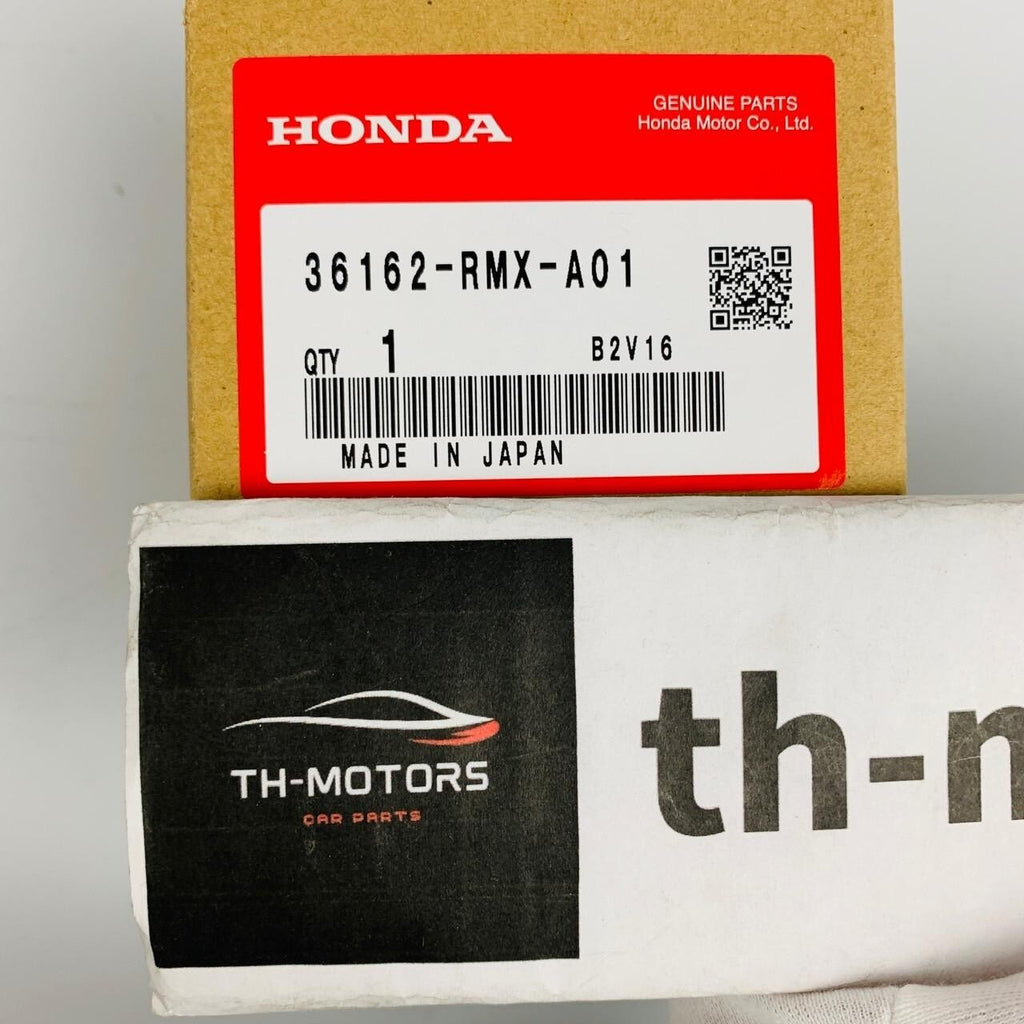 HONDA
GENUINE PARTS
Honda Motor Co., Ltd.
36162-RMX-A01
QTY 1 B2V16
MADE IN JAPAN
TH-MOTORS
CAR PARTS
th-